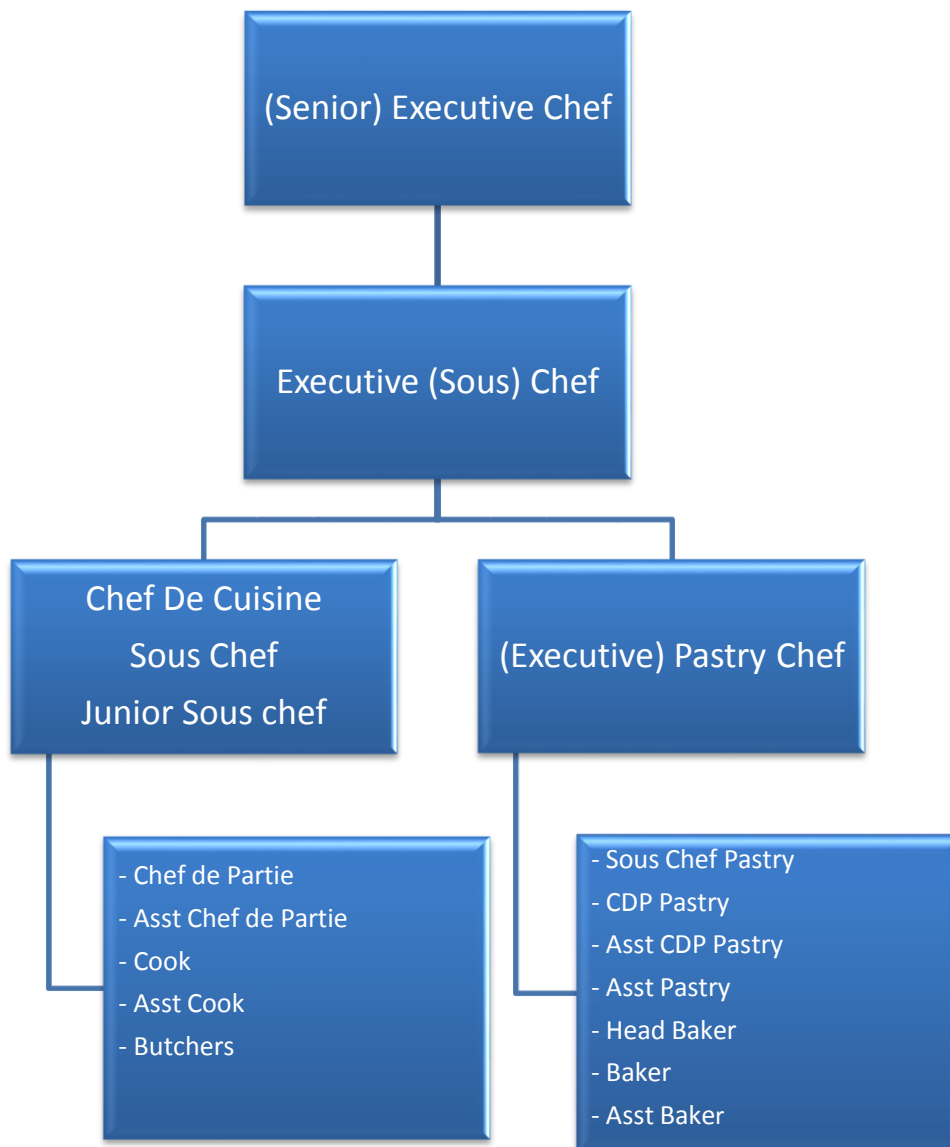 (Senior) Executive Chef
Executive (Sous) Chef
Chef De Cuisine
Sous Chef
Junior Sous chef
(Executive) Pastry Chef
- Chef de Partie
- Asst Chef de Partie
- Cook
- Asst Cook
- Butchers
- Sous Chef Pastry
- CDP Pastry
- Asst CDP Pastry
- Asst Pastry
- Head Baker
- Baker
- Asst Baker